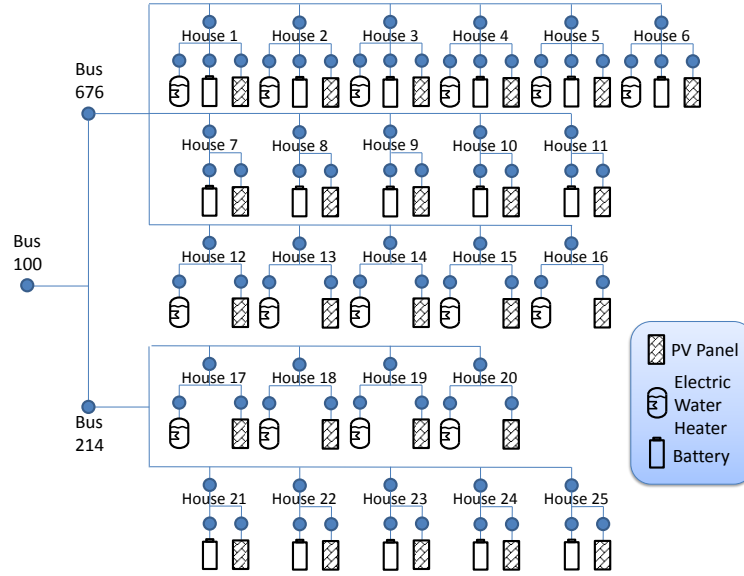 House 1 House 2 House 3 House 4 House 5 House 6
Bus
676
House 7 House 8 House 9 House 10 House 11
Bus
100
House 12 House 13 House 14 House 15 House 16
PV Panel
Electric
Water
Heater
Battery
House 17 House 18 House 19 House 20
Bus
214
House 21 House 22 House 23 House 24 House 25